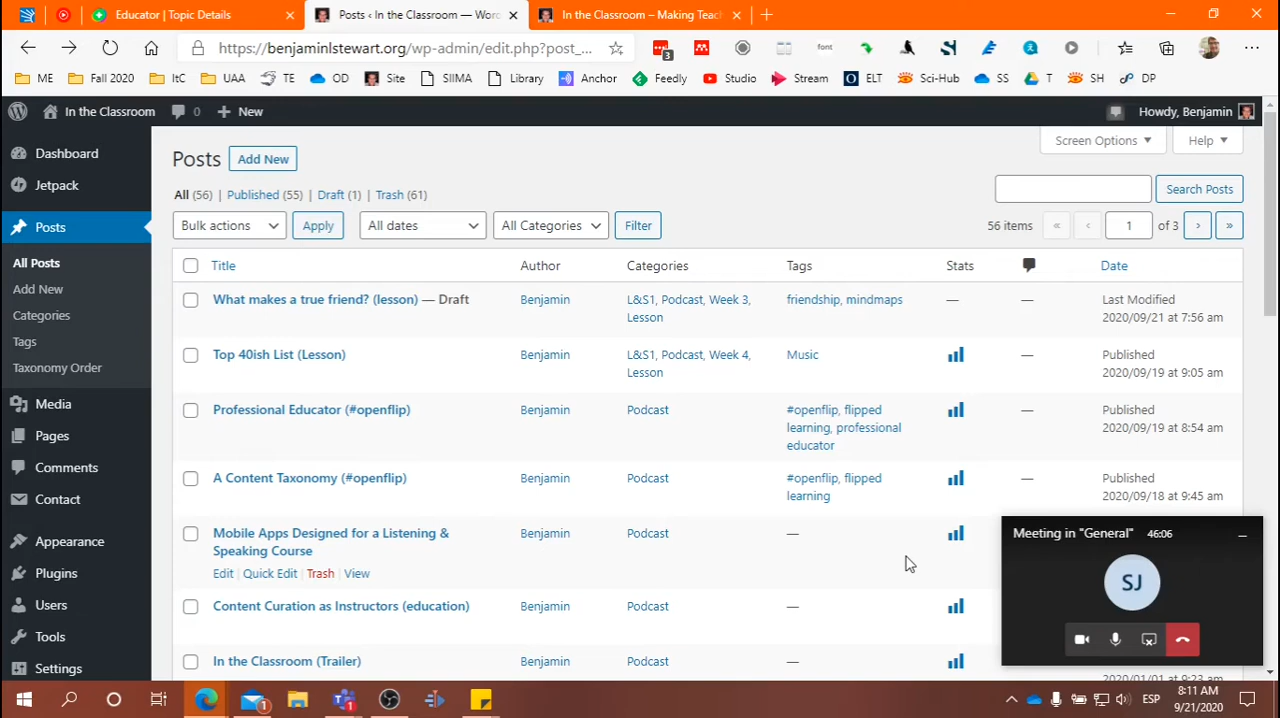 Educator | Topic Details
Posts ‹ In the Classroom — Word
In the Classroom – Making Teach
https://benjaminlstewart.org/wp-admin/edit.php?post_...
3
font
ME
Fall 2020
ItC
UAA
TE
OD
Site
SIIMA
Library
Anchor
Feedly
Studio
Stream
ELT
Sci-Hub
SS
T
SH
DP
In the Classroom
0
New
Howdy, Benjamin
Dashboard
Jetpack
Posts
All Posts
Add New
Categories
Tags
Taxonomy Order
Media
Pages
Comments
Contact
Appearance
Plugins
Users
Tools
Settings
Screen Options
Help
Posts
Add New
All (56) | Published (55) | Draft (1) | Trash (61)
Search Posts
Bulk actions
Apply
All dates
All Categories
Filter
56 items
«
‹
1
of 3
›
»
Title
Author
Categories
Tags
Stats
Date
What makes a true friend? (lesson) — Draft
Benjamin
L&S1, Podcast, Week 3,
Lesson
friendship, mindmaps
—
—
Last Modified
2020/09/21 at 7:56 am
Top 40ish List (Lesson)
Benjamin
L&S1, Podcast, Week 4,
Lesson
Music
—
Published
2020/09/19 at 9:05 am
Professional Educator (#openflip)
Benjamin
Podcast
#openflip, flipped
learning, professional
educator
—
Published
2020/09/19 at 8:54 am
A Content Taxonomy (#openflip)
Benjamin
Podcast
#openflip, flipped
learning
—
Published
2020/09/18 at 9:45 am
Mobile Apps Designed for a Listening &
Speaking Course
Edit | Quick Edit | Trash | View
Benjamin
Podcast
—
Content Curation as Instructors (education)
Benjamin
Podcast
—
In the Classroom (Trailer)
Benjamin
Podcast
—
2020/01/01 at 9:23 am
Meeting in "General"
46:06
SJ
1
1
ESP
8:11 AM
9/21/2020